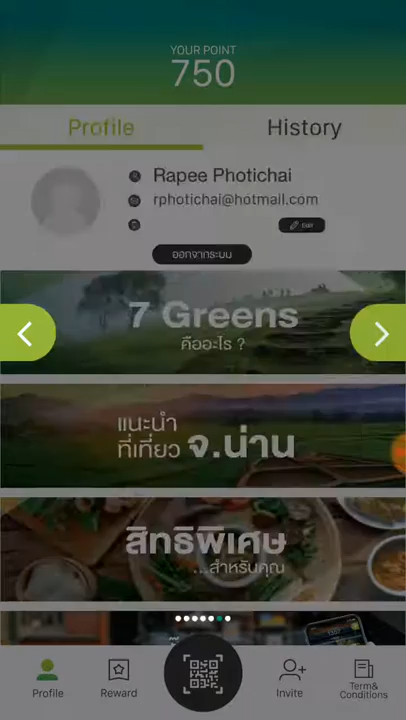 YOUR POINT
750
Profile
History
Rapee Photichai
rphotichai@hotmail.com
ออกจากระบบ
7 Greens
คืออะไร ?
แนะนำ
ที่เที่ยว จ.น่าน
สิทธิพิเศษ
...สำหรับคุณ
Profile
Reward
Invite
Term&
Conditions